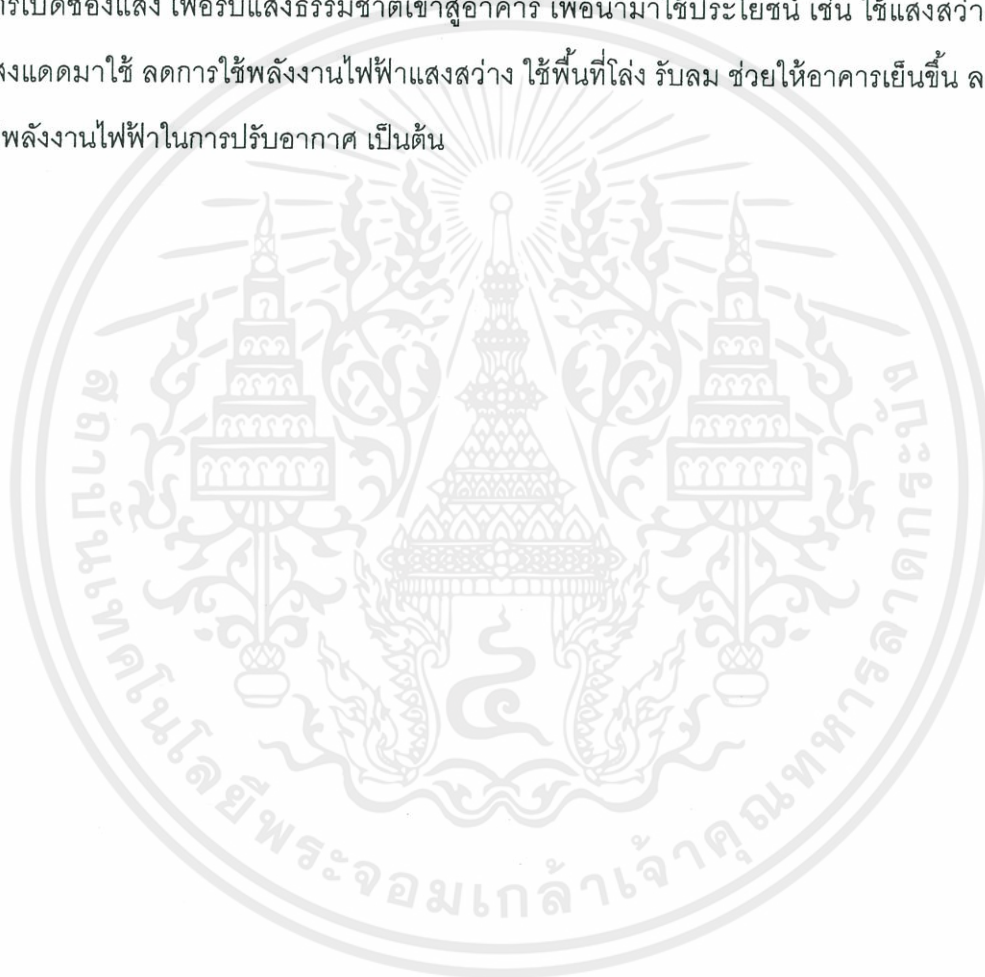 การเปิดช่องแสง เพื่อรับแสงธรรมชาติเข้าสู่อาคาร เพื่อนำมาใช้ประโยชน์ เช่น ใช้แสงสว่า
งแดดมาใช้ ลดการใช้พลังงานไฟฟ้าแสงสว่าง ใช้พื้นที่โล่ง รับลม ช่วยให้อาคารเย็นขึ้น ล
พลังงานไฟฟ้าในการปรับอากาศ เป็นต้น
สถาบันเทคโนโลยีพระจอมเกล้าเจ้าคุณทหารลาดกระบัง
๔